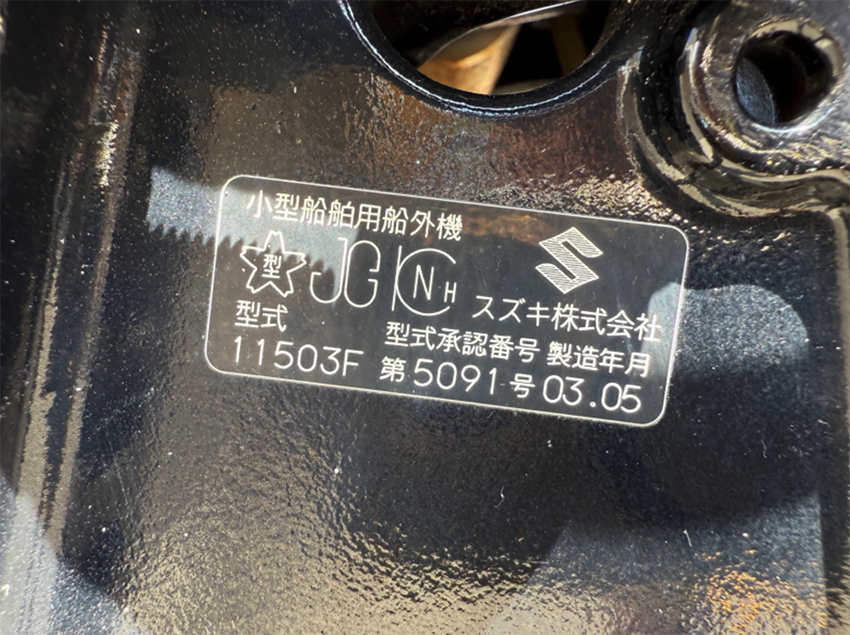 小型船舶用船外機
型 JG NH スズキ株式会社
型式 型式承認番号 製造年月
11503F 第5091号 03.05